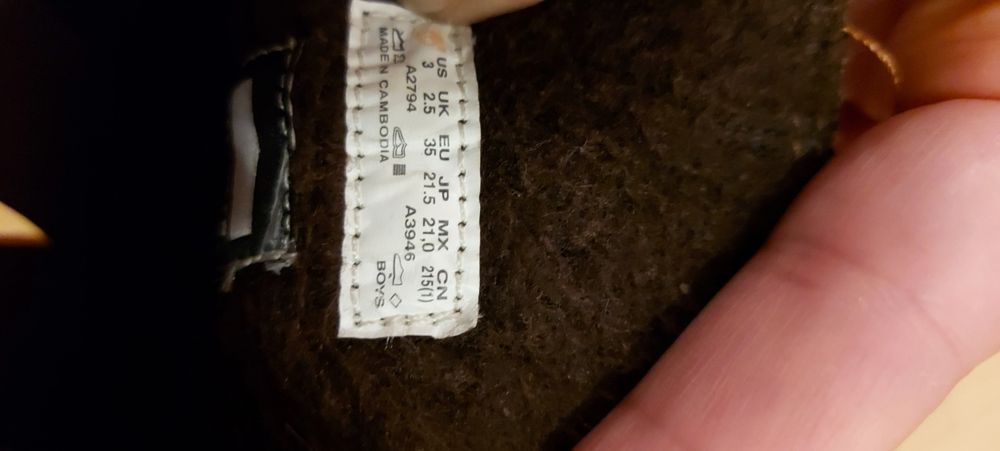 US UK EU JP MX CN
3 2.5 35 21.5 21,0 215(1)
A2794 A3946
MADE IN CAMBODIA BOYS